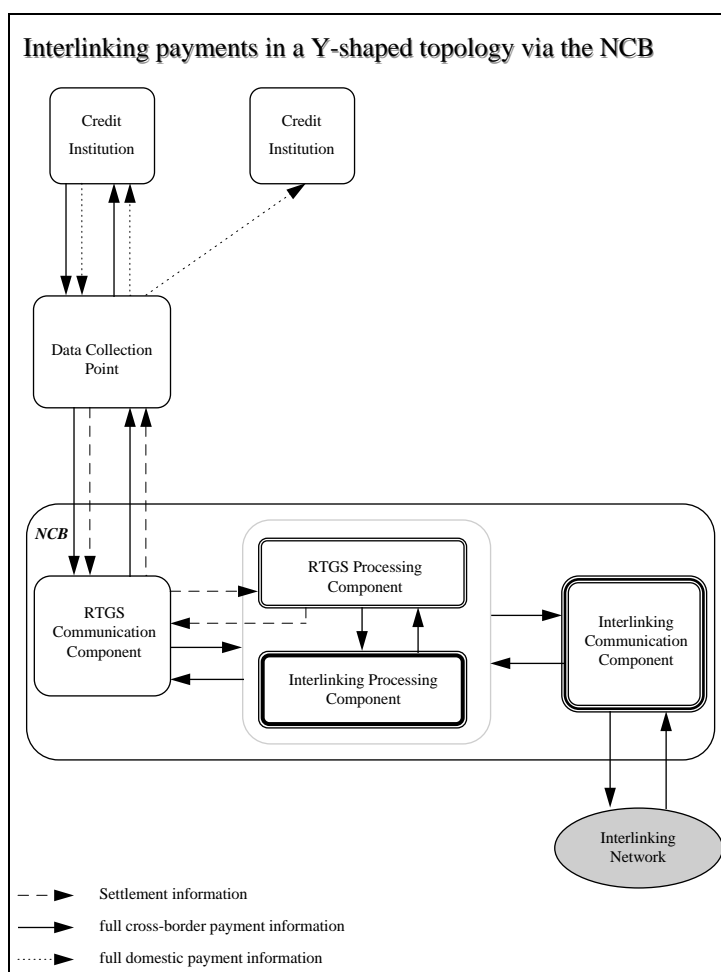 Interlinking payments in a Y-shaped topology via the NCB
Credit
Institution
Credit
Institution
Data Collection
Point
NCB
RTGS
Communication
Component
RTGS Processing
Component
Interlinking Processing
Component
Interlinking
Communication
Component
Interlinking
Network
Settlement information
full cross-border payment information
full domestic payment information